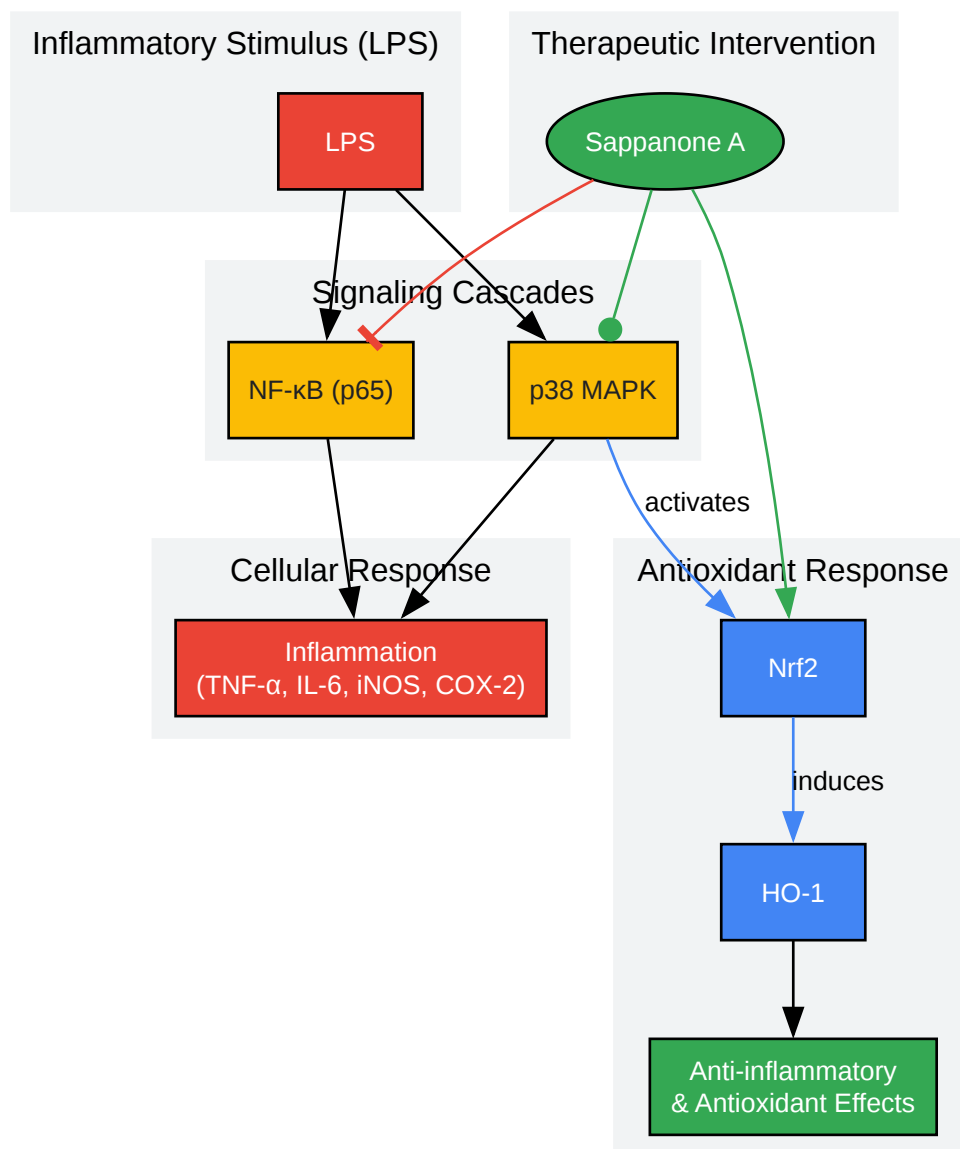 Inflammatory Stimulus (LPS)
Therapeutic Intervention
LPS
Sappanone A
Signaling Cascades
NF-κB (p65)
p38 MAPK
activates
Cellular Response
Antioxidant Response
Inflammation
(TNF-α, IL-6, iNOS, COX-2)
Nrf2
induces
HO-1
Anti-inflammatory
& Antioxidant Effects